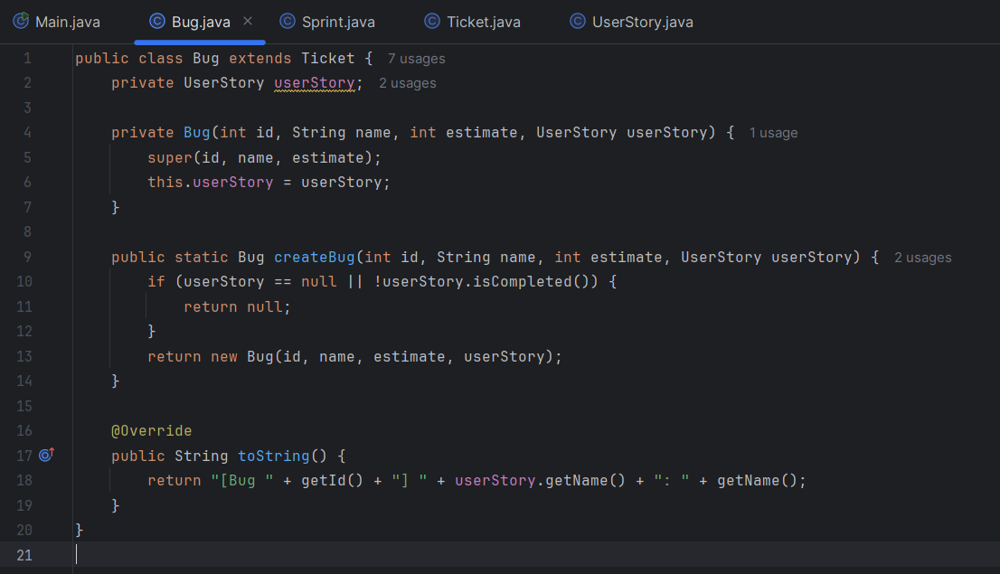 Main.java Bug.java Sprint.java Ticket.java UserStory.java
1 public class Bug extends Ticket { 7 usages
2     private UserStory userStory; 2 usages
3
4     private Bug(int id, String name, int estimate, UserStory userStory) { 1 usage
5         super(id, name, estimate);
6         this.userStory = userStory;
7     }
8
9     public static Bug createBug(int id, String name, int estimate, UserStory userStory) { 2 usages
10         if (userStory == null || !userStory.isCompleted()) {
11             return null;
12         }
13         return new Bug(id, name, estimate, userStory);
14     }
15
16     @Override
17     public String toString() {
18         return "[Bug " + getId() + "] " + userStory.getName() + ": " + getName();
19     }
20 }
21